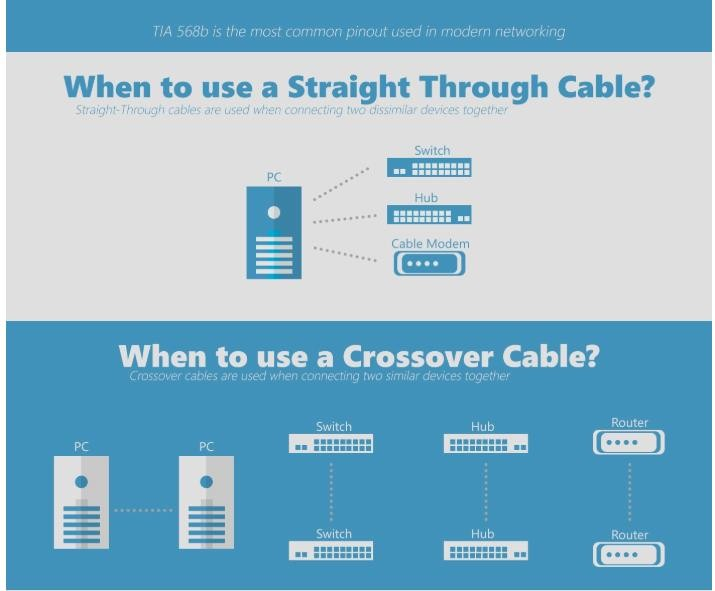 TIA 568b is the most common pinout used in modern networking
When to use a Straight Through Cable?
Straight-Through cables are used when connecting two dissimilar devices together
Switch
PC
Hub
Cable Modem
When to use a Crossover Cable?
Crossover cables are used when connecting two similar devices together
Switch
Hub
Router
PC
PC
Switch
Hub
Router